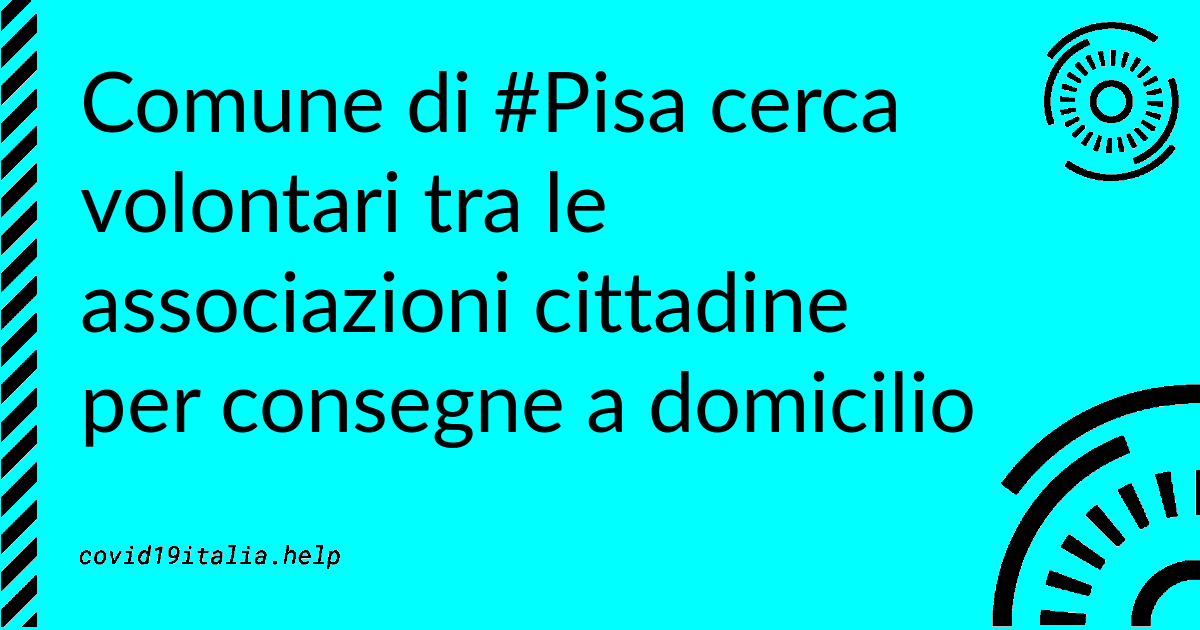 Comune di #Pisa cerca
volontari tra le
associazioni cittadine
per consegne a domicilio
covid19italia.help